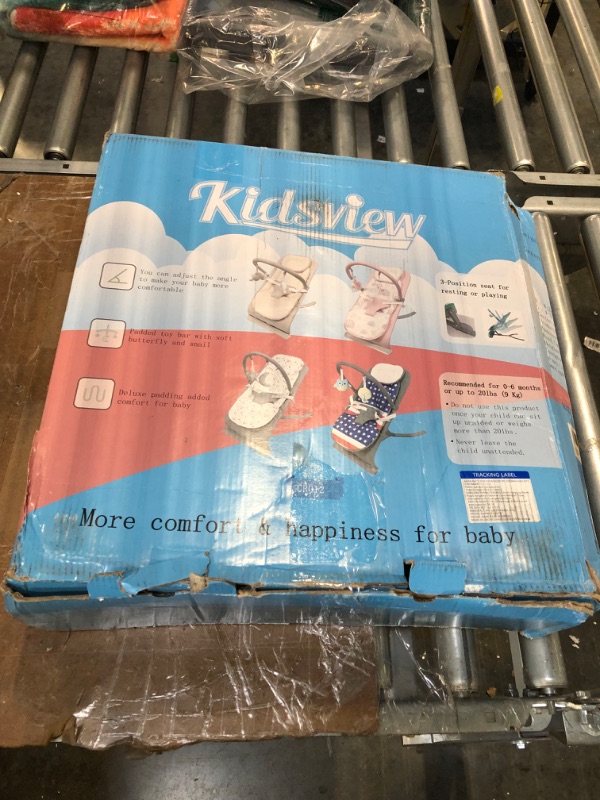 Kidsview
You can adjust the angle
to make your baby more
comfortable
Padded toy bar with soft
butterfly and snail
Deluxe padding added
comfort for baby
3-Position seat for
resting or playing
Recommended for 0-6 months
or up to 20lbs (9 Kg)
• Do not use this product
once your child can sit
up unaided or weighs
more than 20lbs.
• Never leave the
child unattended.
TRACKING LABEL
More comfort & happiness for baby